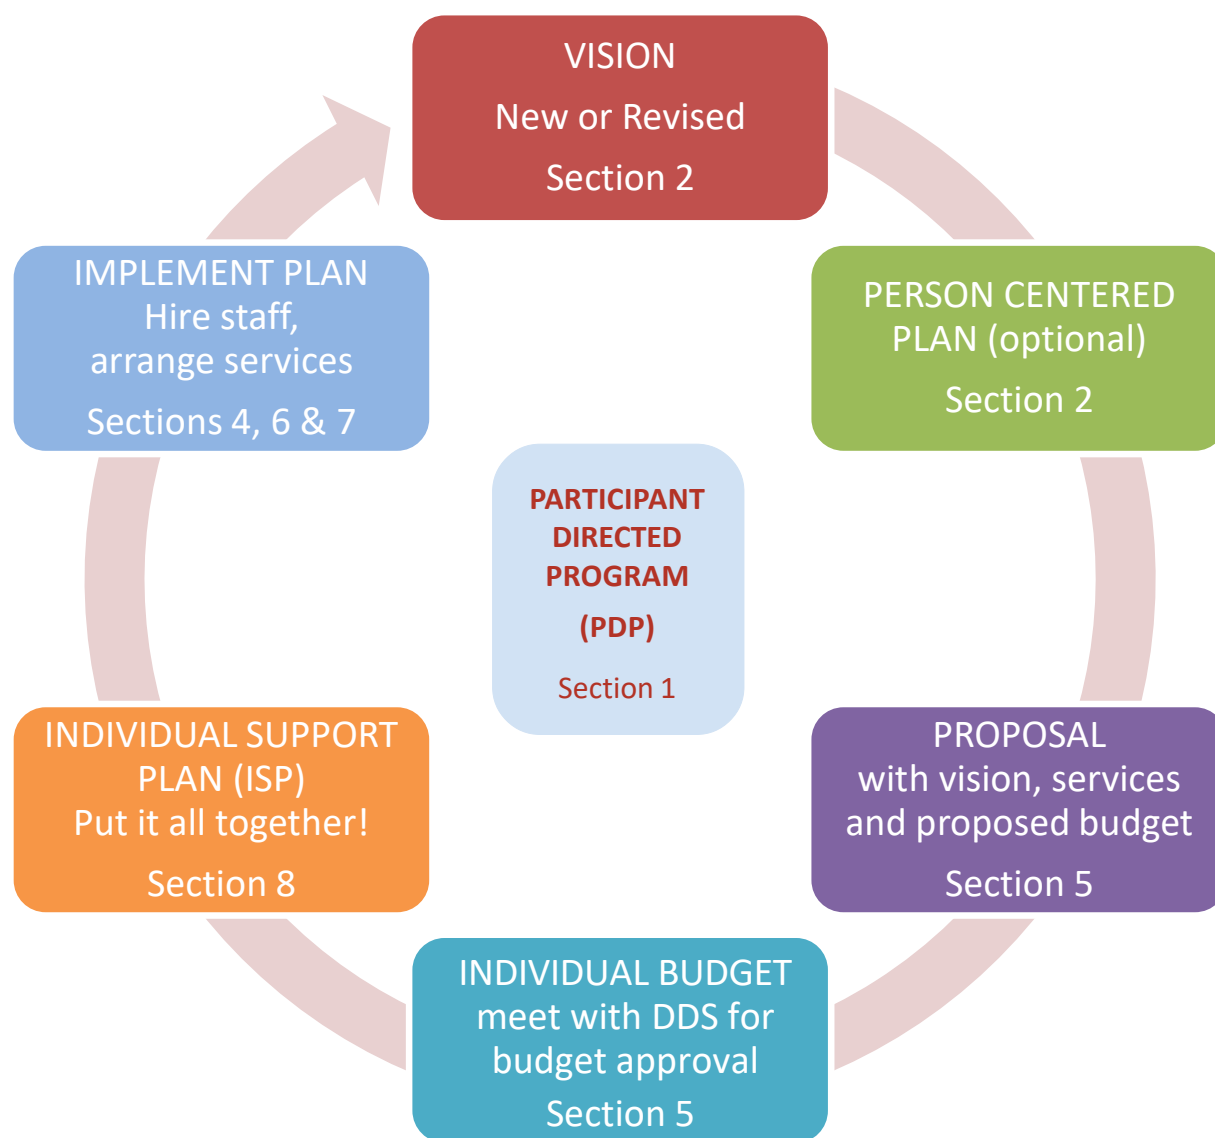 VISION
New or Revised
Section 2
PERSON CENTERED
PLAN (optional)
Section 2
PROPOSAL
with vision, services
and proposed budget
Section 5
INDIVIDUAL BUDGET
meet with DDS for
budget approval
Section 5
INDIVIDUAL SUPPORT
PLAN (ISP)
Put it all together!
Section 8
IMPLEMENT PLAN
Hire staff,
arrange services
Sections 4, 6 & 7
PARTICIPANT
DIRECTED
PROGRAM
(PDP)
Section 1